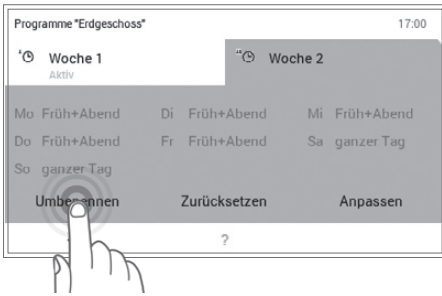 Programme "Erdgeschoss" 17:00
Woche 1 Woche 2
Aktiv
Mo Früh+Abend Di Früh+Abend Mi Früh+Abend
Do Früh+Abend Fr Früh+Abend Sa ganzer Tag
So ganzer Tag
Umbenennen Zurücksetzen Anpassen
?